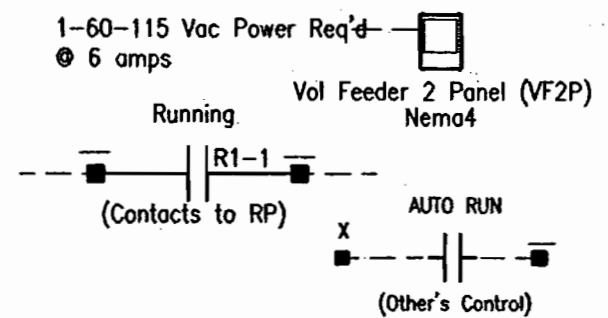 1-60-115 Vac Power Req'd
@ 6 amps
Vol Feeder 2 Panel (VF2P)
Nema4
Running
R1-1
(Contacts to RP)
AUTO RUN
X
(Other's Control)